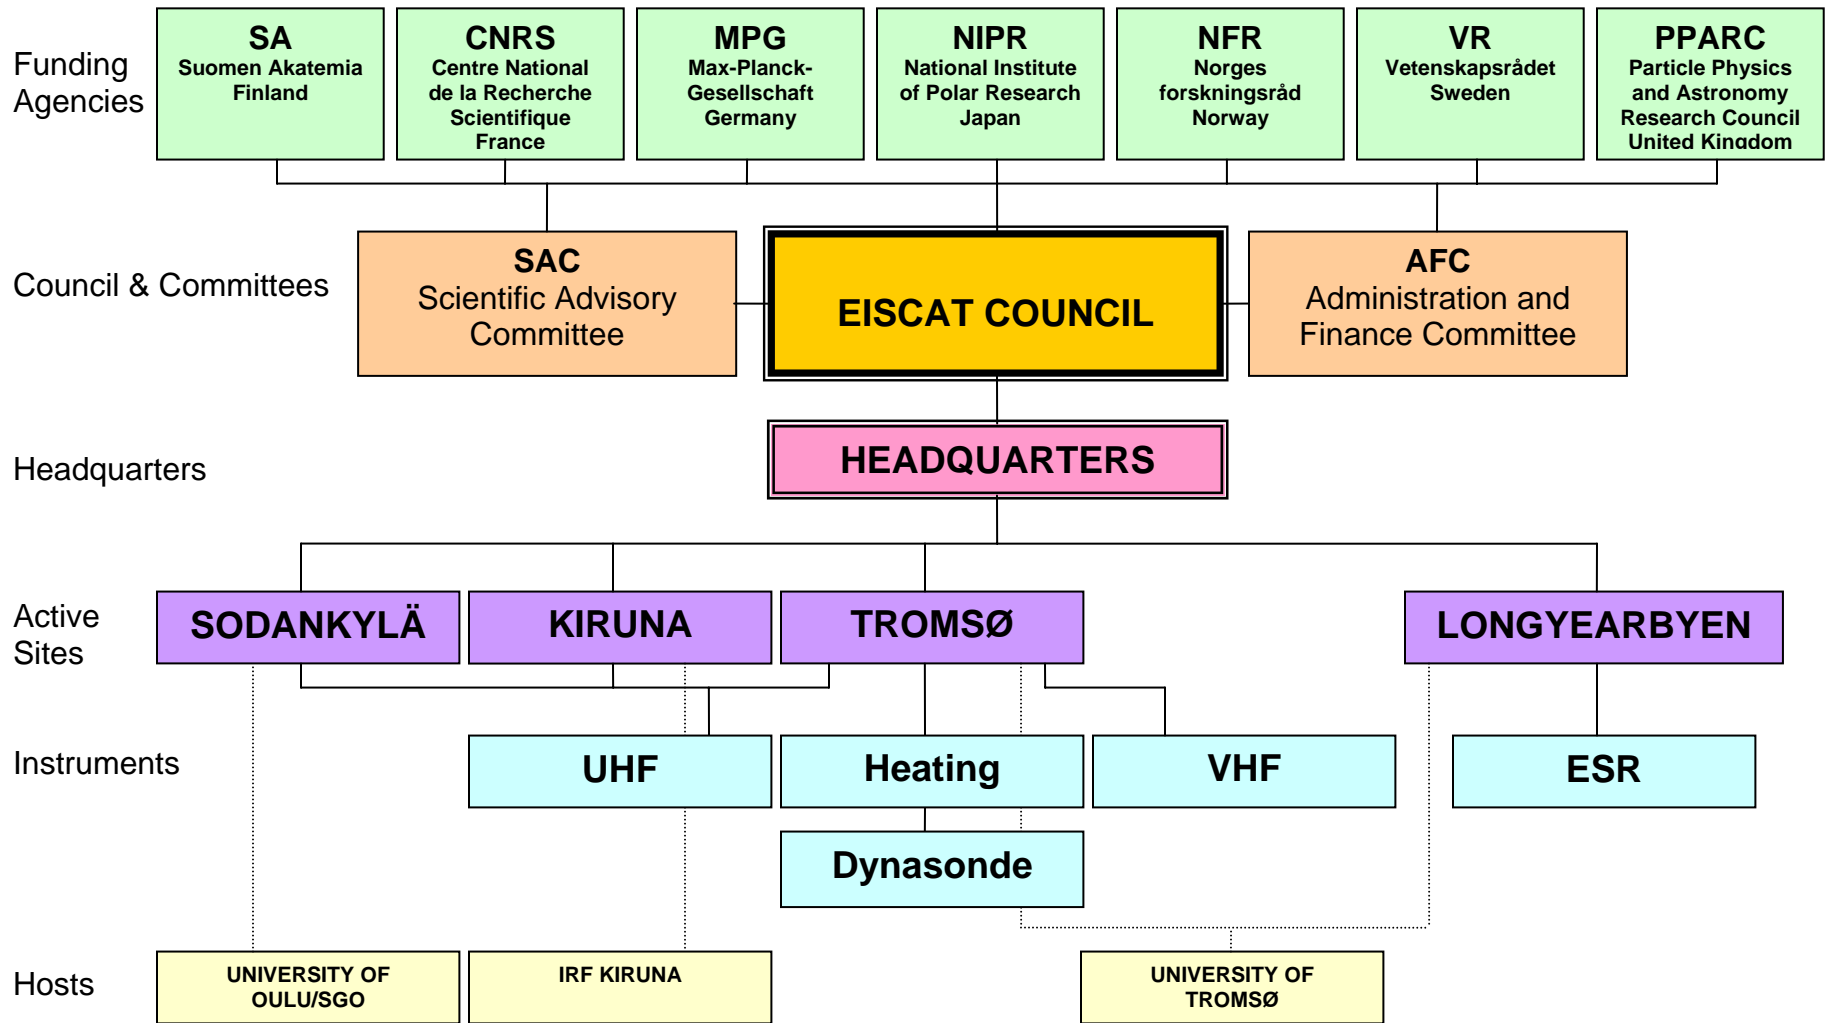 Funding
Agencies
SA
Suomen Akatemia
Finland
CNRS
Centre National
de la Recherche
Scientifique
France
MPG
Max-Planck-
Gesellschaft
Germany
NIPR
National Institute
of Polar Research
Japan
NFR
Norges
forskningsråd
Norway
VR
Vetenskapsrådet
Sweden
PPARC
Particle Physics
and Astronomy
Research Council
United Kingdom
Council & Committees
SAC
Scientific Advisory
Committee
EISCAT COUNCIL
AFC
Administration and
Finance Committee
Headquarters
HEADQUARTERS
Active
Sites
SODANKYLÄ
KIRUNA
TROMSØ
LONGYEARBYEN
Instruments
UHF
Heating
VHF
ESR
Dynasonde
Hosts
UNIVERSITY OF
OULU/SGO
IRF KIRUNA
UNIVERSITY OF
TROMSØ